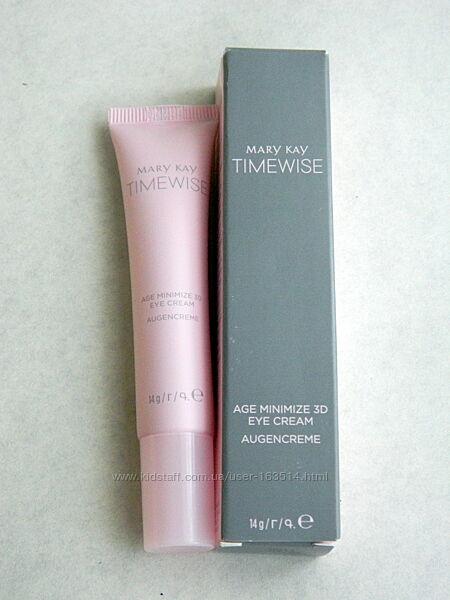 MARY KAY
TIMEWISE
AGE MINIMIZE 3D
EYE CREAM
AUGENCREME
14g/г/գ.℮
MARY KAY
TIMEWISE
AGE MINIMIZE 3D
EYE CREAM
AUGENCREME
14g/г/գ.℮
www.kidstaff.com.ua/user-163514.html